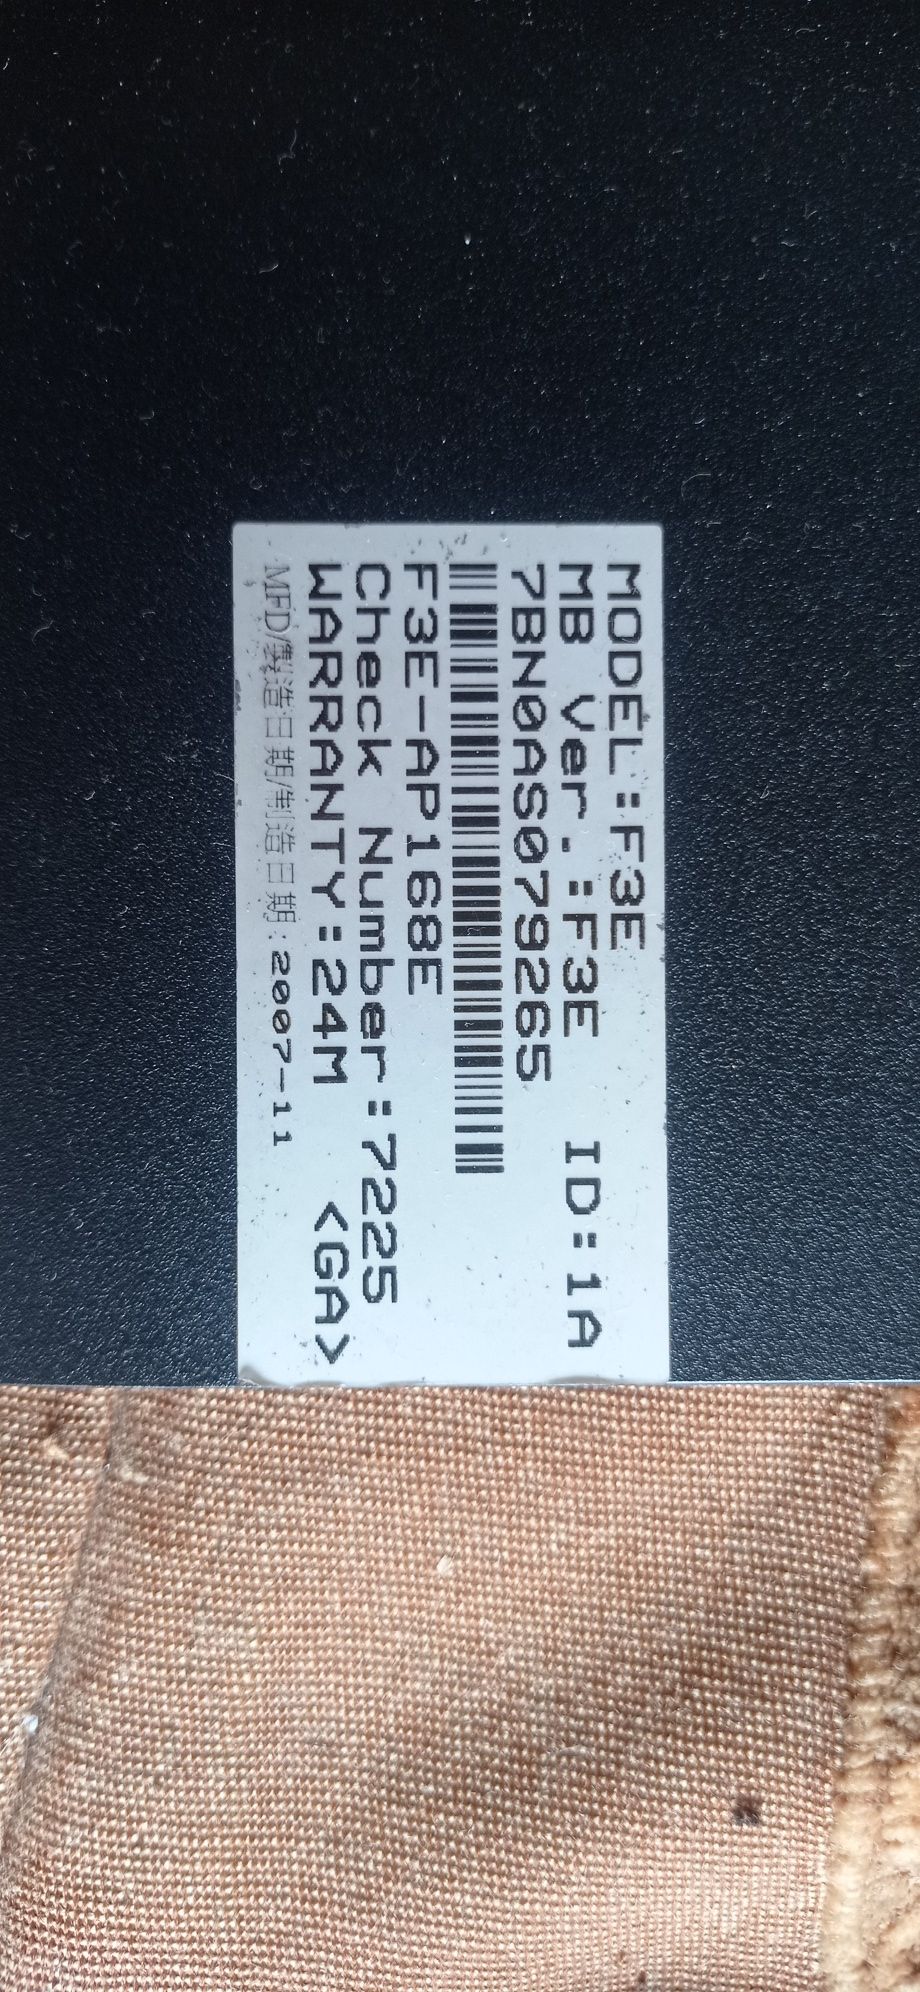 MODEL:F3E
MB Ver.:F3E ID:1A
7BN0AS079265
F3E-AP168E
Check Number:7225
WARRANTY:24M <GA>
MFD/製造日期/制造日期:2007-11